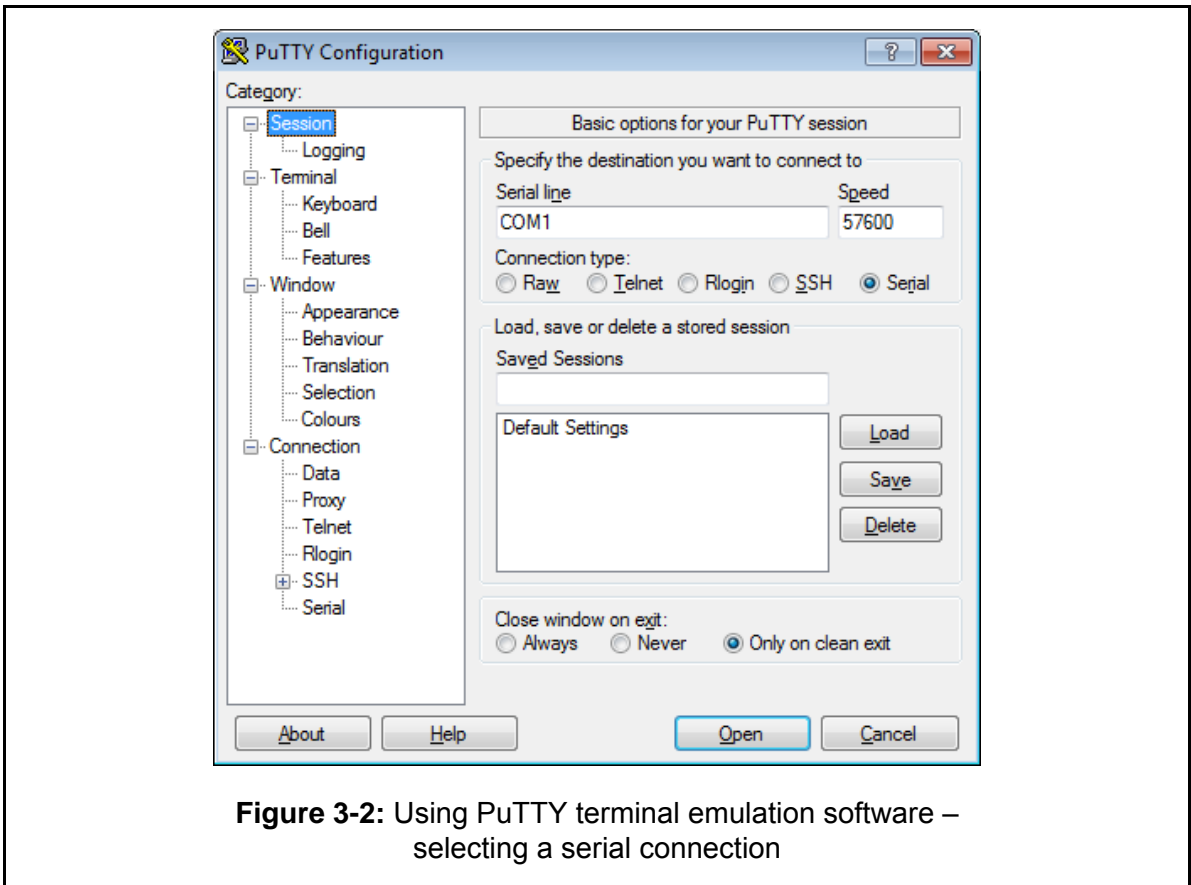 PuTTY Configuration
Category:
Session
Logging
Terminal
Keyboard
Bell
Features
Window
Appearance
Behaviour
Translation
Selection
Colours
Connection
Data
Proxy
Telnet
Rlogin
SSH
Serial
Basic options for your PuTTY session
Specify the destination you want to connect to
Serial line Speed
COM1 57600
Connection type:
Raw Telnet Rlogin SSH Serial
Load, save or delete a stored session
Saved Sessions
Default Settings
Load
Save
Delete
Close window on exit:
Always Never Only on clean exit
About Help Open Cancel
Figure 3-2: Using PuTTY terminal emulation software –
selecting a serial connection